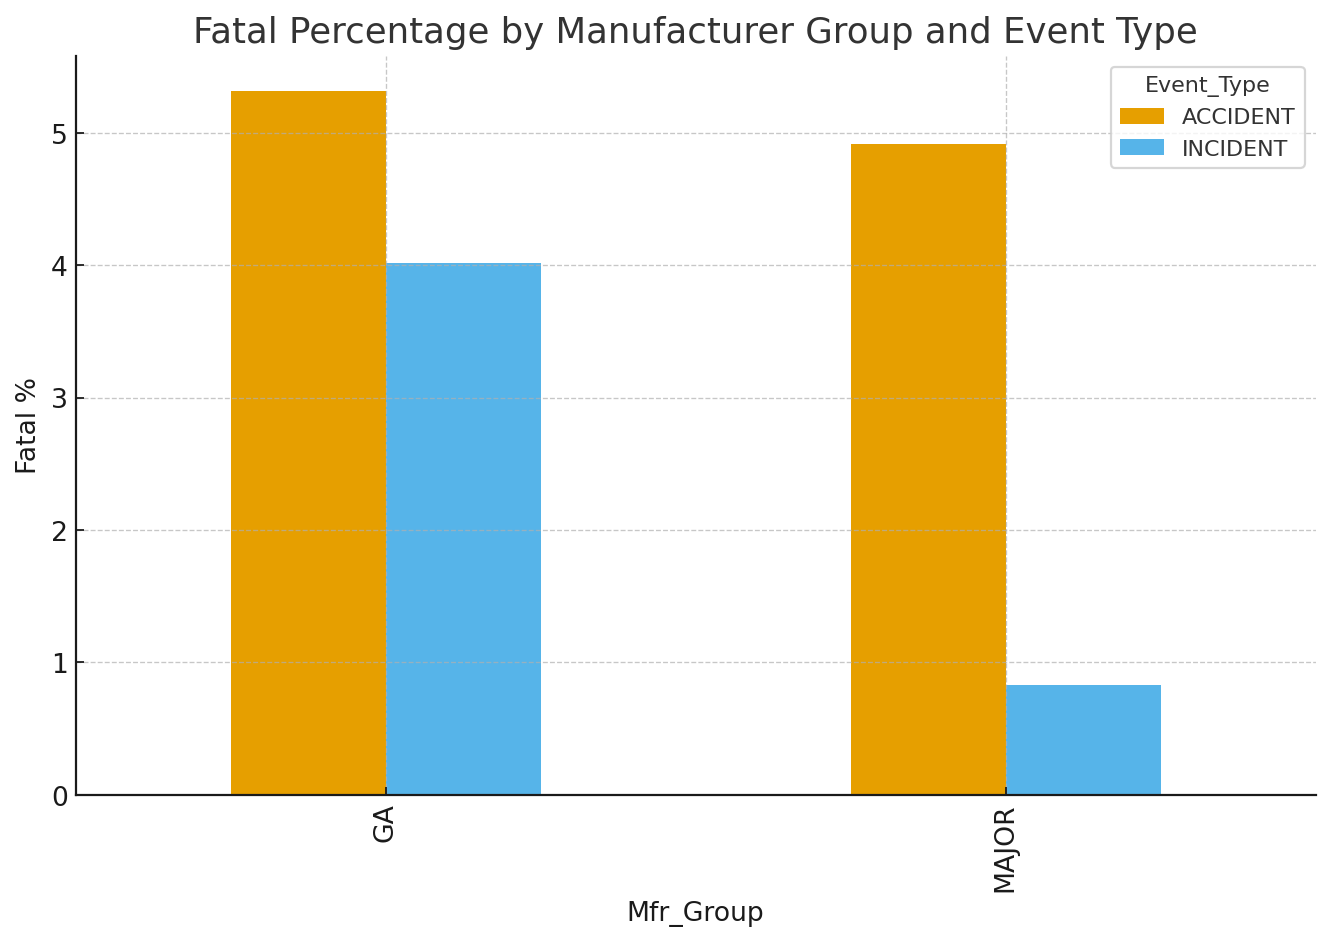 Fatal Percentage by Manufacturer Group and Event Type
Event_Type
ACCIDENT
INCIDENT
Fatal %
5
4
3
2
1
0
GA
MAJOR
Mfr_Group